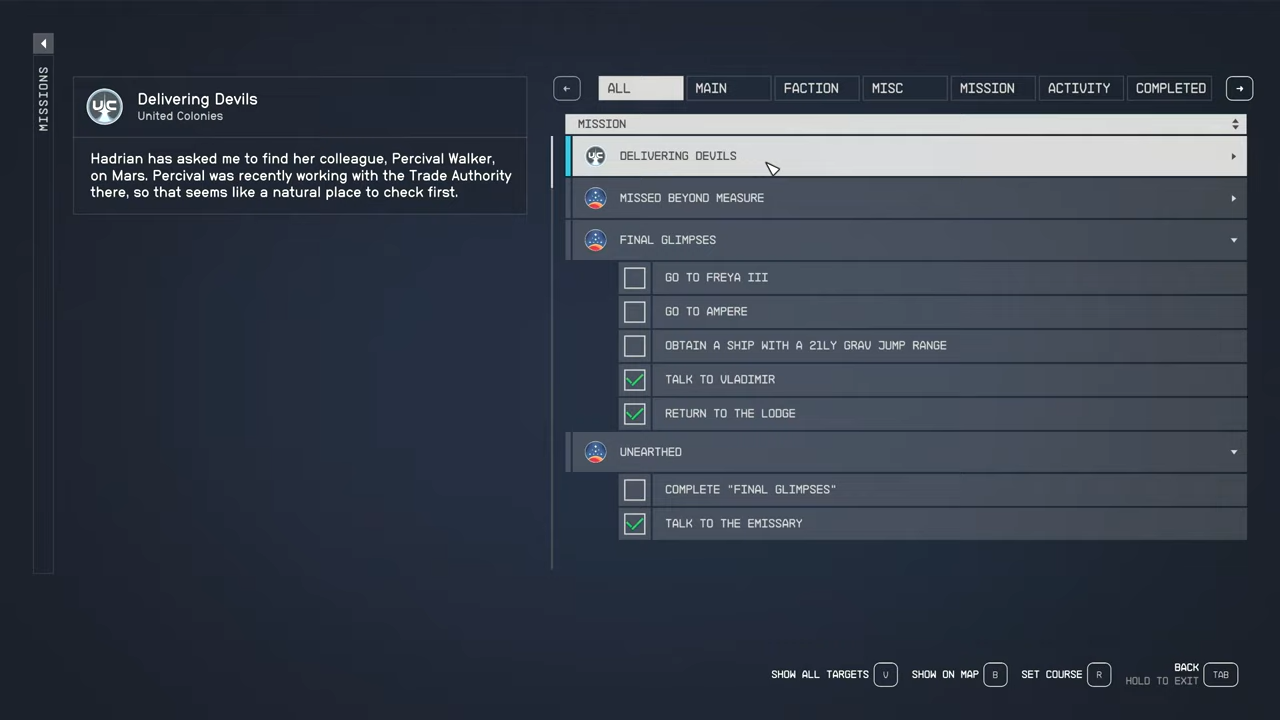 MISSIONS
UC
Delivering Devils
United Colonies
Hadrian has asked me to find her colleague, Percival Walker,
on Mars. Percival was recently working with the Trade Authority
there, so that seems like a natural place to check first.
ALL
MAIN
FACTION
MISC
MISSION
ACTIVITY
COMPLETED
MISSION
UC
DELIVERING DEVILS
MISSED BEYOND MEASURE
FINAL GLIMPSES
GO TO FREYA III
GO TO AMPERE
OBTAIN A SHIP WITH A 21LY GRAV JUMP RANGE
TALK TO VLADIMIR
RETURN TO THE LODGE
UNEARTHED
COMPLETE "FINAL GLIMPSES"
TALK TO THE EMISSARY
SHOW ALL TARGETS V
SHOW ON MAP B
SET COURSE R
BACK
HOLD TO EXIT
TAB